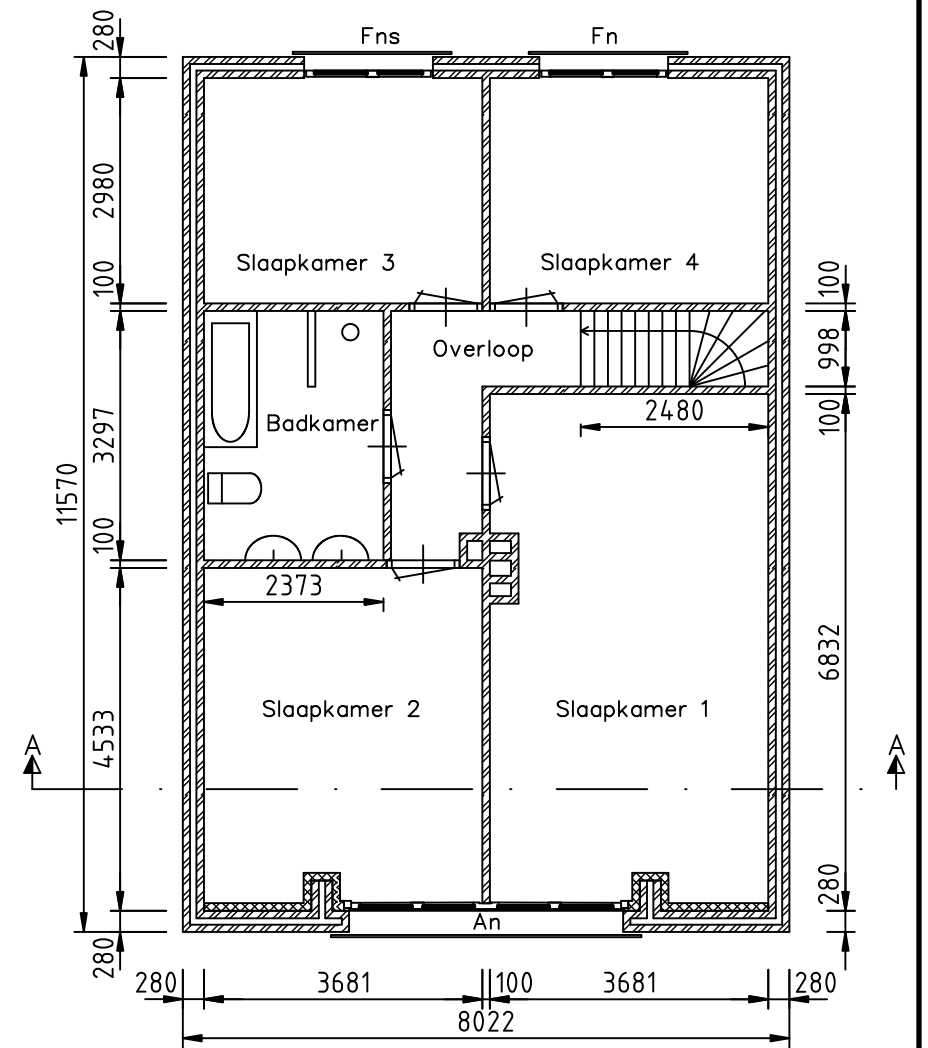 Fns
Fn
280
2980
100
3297
100
4533
280
11570
Slaapkamer 3
Slaapkamer 4
Overloop
Badkamer
2480
100
998
100
2373
6832
Slaapkamer 2
Slaapkamer 1
A
A
280
An
280
3681
100
3681
280
8022